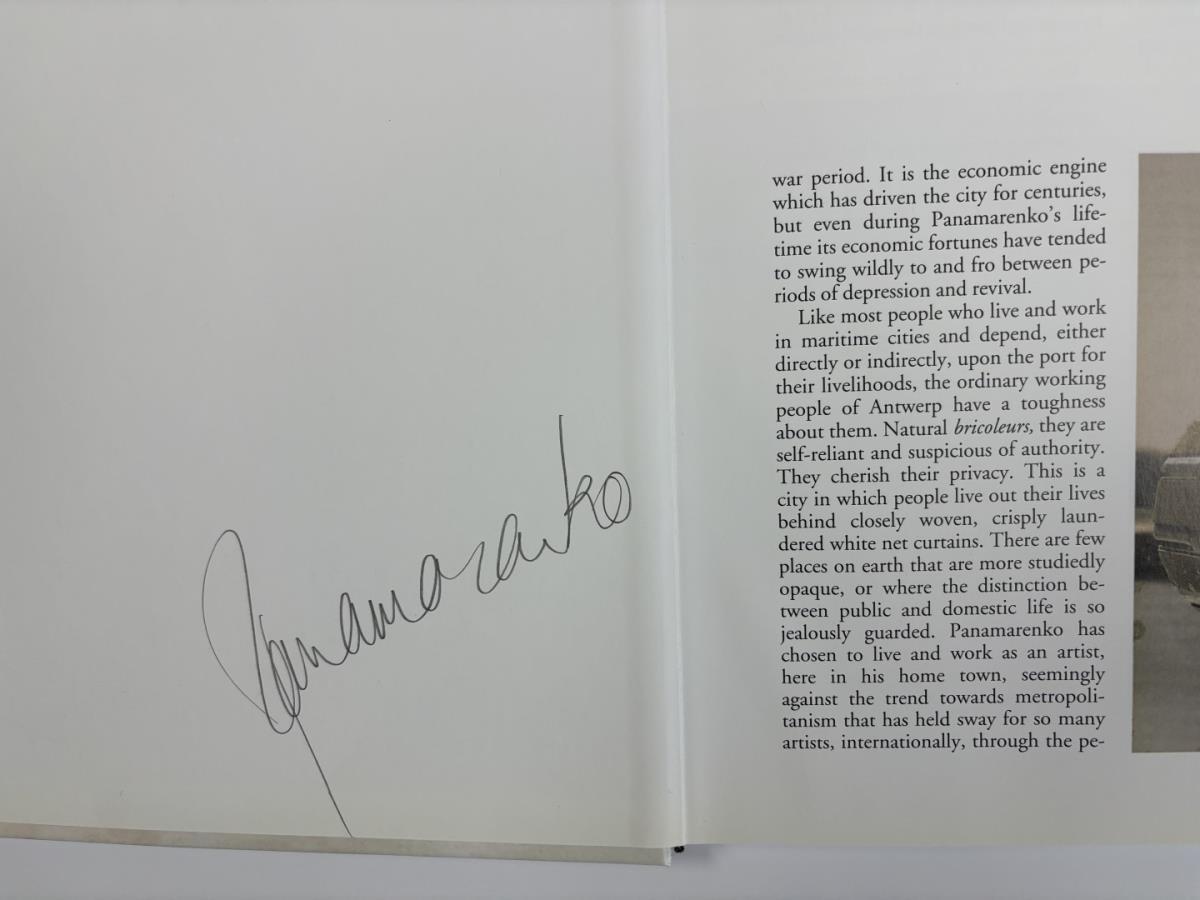 Panamarenko
war period. It is the economic engine
which has driven the city for centuries,
but even during Panamarenko's life-
time its economic fortunes have tended
to swing wildly to and fro between pe-
riods of depression and revival.
Like most people who live and work
in maritime cities and depend, either
directly or indirectly, upon the port for
their livelihoods, the ordinary working
people of Antwerp have a toughness
about them. Natural bricoleurs, they are
self-reliant and suspicious of authority.
They cherish their privacy. This is a
city in which people live out their lives
behind closely woven, crisply laun-
dered white net curtains. There are few
places on earth that are more studiedly
opaque, or where the distinction be-
tween public and domestic life is so
jealously guarded. Panamarenko has
chosen to live and work as an artist,
here in his home town, seemingly
against the trend towards metropoli-
tanism that has held sway for so many
artists, internationally, through the pe-